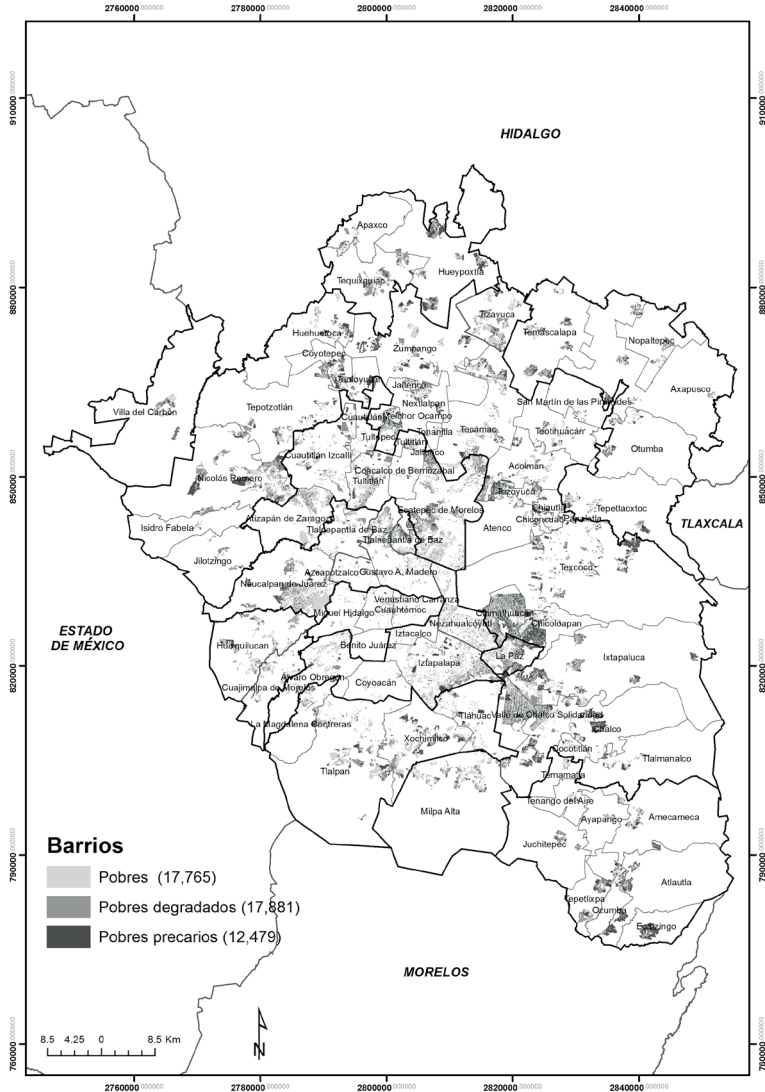 2760000.000000
2780000.000000
2800000.000000
2820000.000000
2840000.000000
910000.000000
910000.000000
HIDALGO
Apaxco
Hueypoxtla
Tequixquiac
880000.000000
880000.000000
Tizayuca
Huehuetoca
Temascalapa
Nopaltepec
Coyotepec
Zumpango
Teoloyucan
Jaltenco
Axapusco
Nextlalpan
San Martín de las Pirámides
Villa del Carbón
Tepotzotlán
Cuautitlán
Melchor Ocampo
Tultepec
Tonanitla
Tecámac
Teotihuacán
Tultitlán
Otumba
Jaltenco
Cuautitlán Izcalli
Coacalco de Berriozábal
Acolmán
850000.000000
850000.000000
Nicolás Romero
Tultitlán
Tezoyuca
Ecatepec de Morelos
Chiautla
Tepetlaoxtoc
Atizapán de Zaragoza
Chiconcuac
Papalotla
TLAXCALA
Isidro Fabela
Tlalnepantla de Baz
Atenco
Tlalnepantla de Baz
Jilotzingo
Texcoco
Azcapotzalco
Gustavo A. Madero
Naucalpan de Juárez
Venustiano Carranza
Miguel Hidalgo
Cuauhtémoc
Chimalhuacán
Nezahualcóyotl
Chicoloapan
ESTADO
DE MÉXICO
Iztacalco
Huixquilucan
Benito Juárez
La Paz
Ixtapaluca
Iztapalapa
820000.000000
820000.000000
Álvaro Obregón
Coyoacán
Cuajimalpa de Morelos
Tláhuac
Valle de Chalco Solidaridad
La Magdalena Contreras
Chalco
Xochimilco
Cocotitlán
Tlalmanalco
Tlalpan
Temamatla
Tenango del Aire
Milpa Alta
Ayapango
Amecameca
Juchitepec
Barrios
790000.000000
790000.000000
Pobres (17,765)
Atlautla
Pobres degradados (17,881)
Tepetlixpa
Ozumba
Pobres precarios (12,479)
Ecatzingo
MORELOS
8.5 4.25 0 8.5 Km
N
760000.000000
760000.000000
2760000.000000
2780000.000000
2800000.000000
2820000.000000
2840000.000000